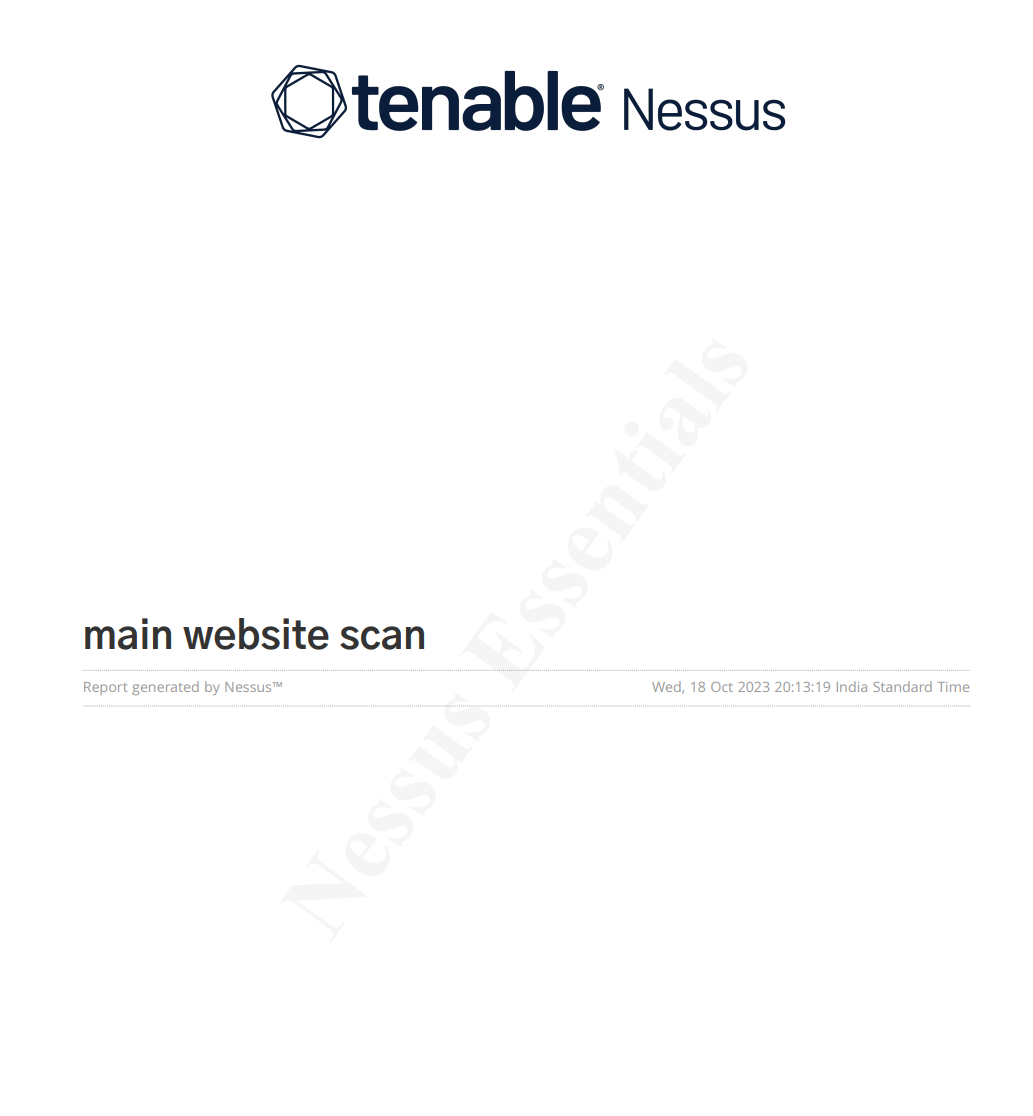 tenable® Nessus
Nessus Essentials
main website scan
Report generated by Nessus™
Wed, 18 Oct 2023 20:13:19 India Standard Time